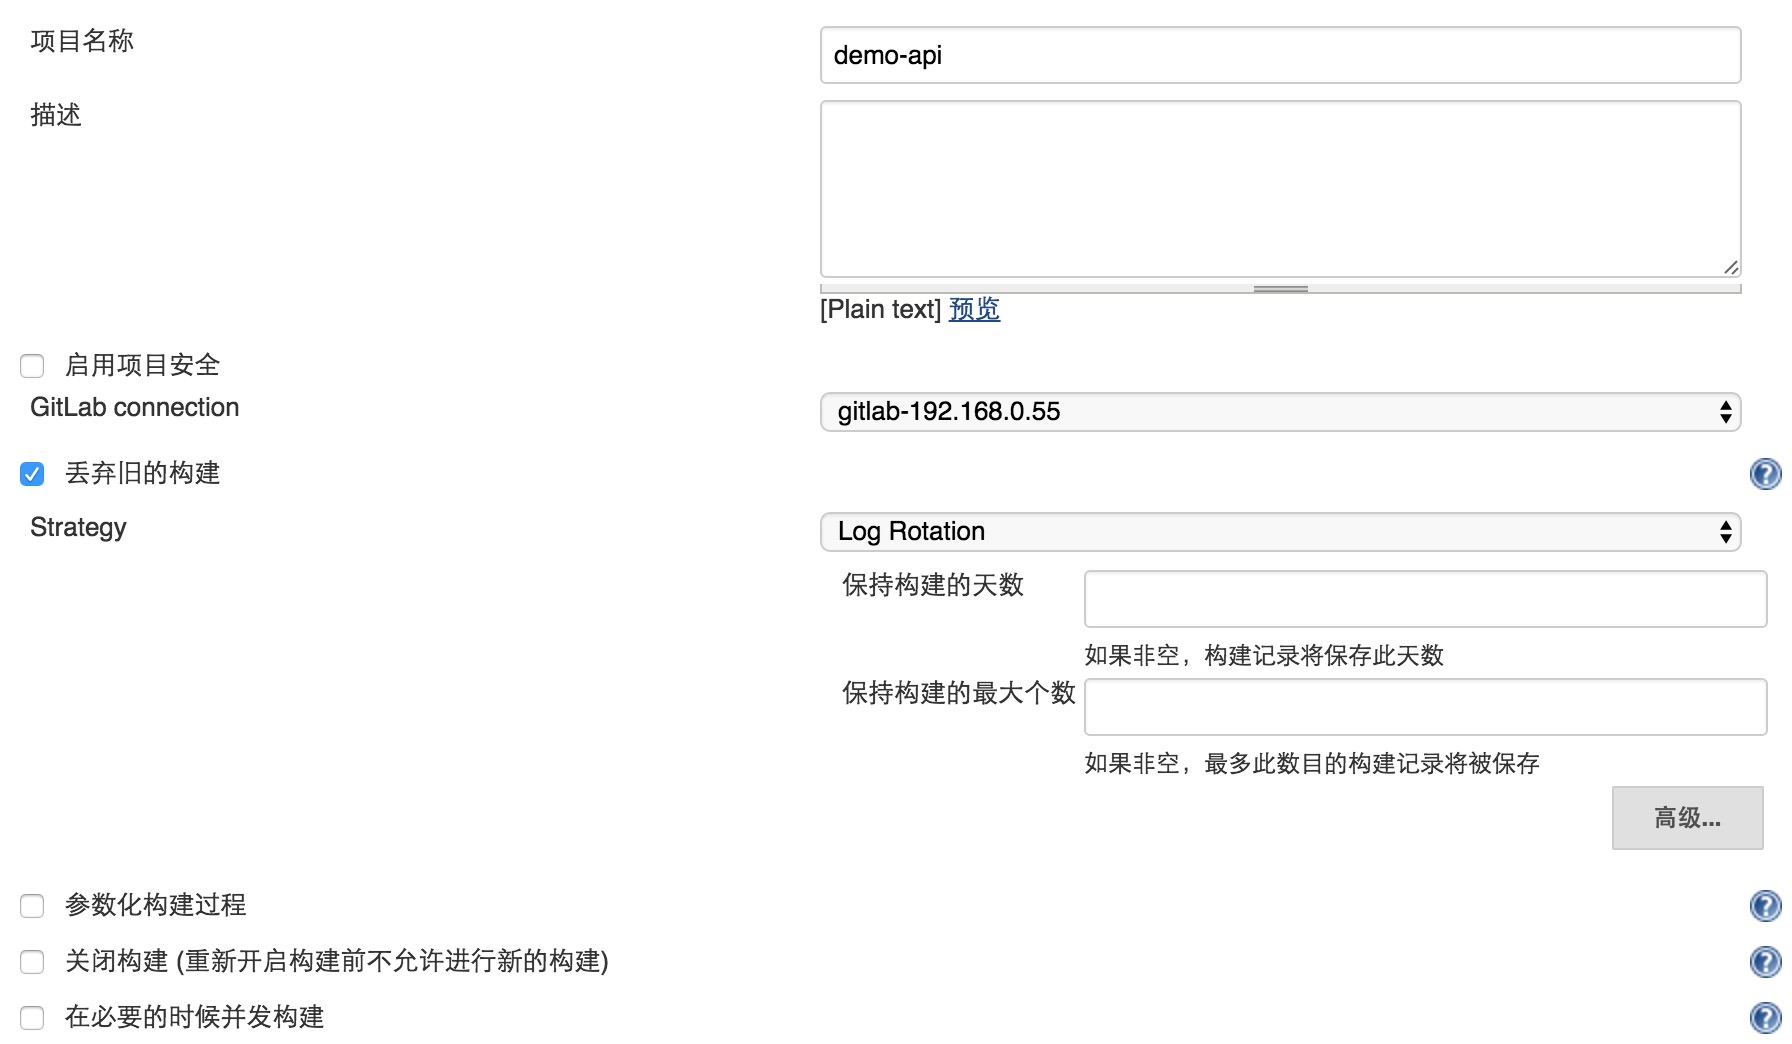 项目名称
demo-api
描述
[Plain text] 预览
启用项目安全
GitLab connection
gitlab-192.168.0.55
丢弃旧的构建
Strategy
Log Rotation
保持构建的天数
如果非空，构建记录将保存此天数
保持构建的最大个数
如果非空，最多此数目的构建记录将被保存
高级...
参数化构建过程
关闭构建 (重新开启构建前不允许进行新的构建)
在必要的时候并发构建